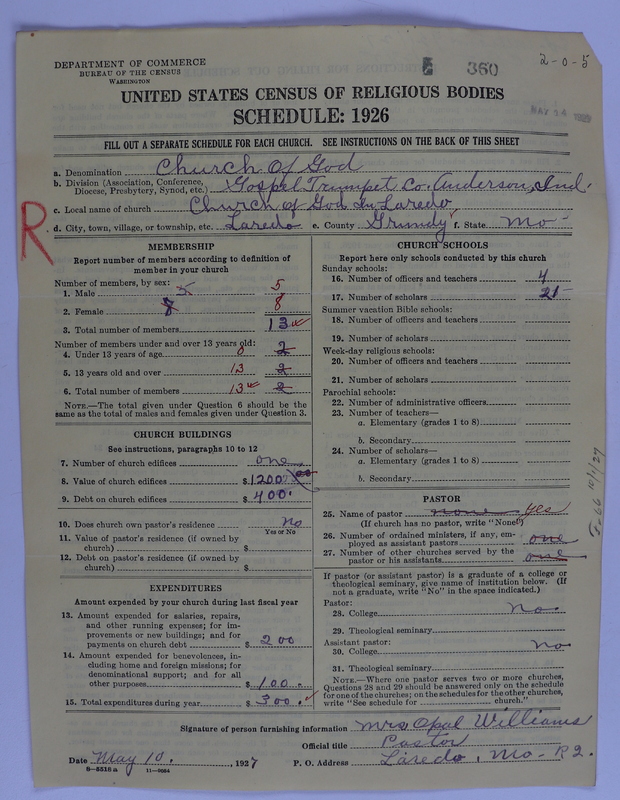 DEPARTMENT OF COMMERCE
BUREAU OF THE CENSUS
WASHINGTON
360
2-0-5
UNITED STATES CENSUS OF RELIGIOUS BODIES
SCHEDULE: 1926
MAY 14
FILL OUT A SEPARATE SCHEDULE FOR EACH CHURCH. SEE INSTRUCTIONS ON THE BACK OF THIS SHEET
R
a. Denomination Church Of God
b. Division (Association, Conference, Diocese, Presbytery, Synod, etc.) Gospel Trumpet Co. Anderson, Ind.
c. Local name of church Church of God In Laredo
d. City, town, village, or township, etc. Laredo e. County Grundy f. State Mo-
MEMBERSHIP
Report number of members according to definition of
member in your church
Number of members, by sex:
1. Male 5 5
2. Female 8 8
3. Total number of members 13
Number of members under and over 13 years old:
4. Under 13 years of age 0 2
5. 13 years old and over 13 2
6. Total number of members 13 2
NOTE.—The total given under Question 6 should be the
same as the total of males and females given under Question 3.
CHURCH BUILDINGS
See instructions, paragraphs 10 to 12
7. Number of church edifices one
8. Value of church edifices $1200
9. Debt on church edifices $400.
10. Does church own pastor's residence No
Yes or No
11. Value of pastor's residence (if owned by
church) $
12. Debt on pastor's residence (if owned by
church) $
EXPENDITURES
Amount expended by your church during last fiscal year
13. Amount expended for salaries, repairs,
and other running expenses; for im-
provements or new buildings; and for
payments on church debt $ 200
14. Amount expended for benevolences, in-
cluding home and foreign missions; for
denominational support; and for all
other purposes $ 100.
15. Total expenditures during year $ 300.
CHURCH SCHOOLS
Report here only schools conducted by this church
Sunday schools:
16. Number of officers and teachers 4
17. Number of scholars 21
Summer vacation Bible schools:
18. Number of officers and teachers
19. Number of scholars
Week-day religious schools:
20. Number of officers and teachers
21. Number of scholars
Parochial schools:
22. Number of administrative officers
23. Number of teachers—
a. Elementary (grades 1 to 8)
b. Secondary
24. Number of scholars—
a. Elementary (grades 1 to 8)
b. Secondary
PASTOR
25. Name of pastor none yes
(If church has no pastor, write "None")
26. Number of ordained ministers, if any, em-
ployed as assistant pastors one
27. Number of other churches served by the
pastor or his assistants one
If pastor (or assistant pastor) is a graduate of a college or
theological seminary, give name of institution below. (If
not a graduate, write "No" in the space indicated.)
Pastor:
28. College No
29. Theological seminary
Assistant pastor:
30. College No
31. Theological seminary
NOTE.—Where one pastor serves two or more churches,
Questions 28 and 29 should be answered only on the schedule
for one of the churches; on the schedules for the other churches,
write "See schedule for church."
Signature of person furnishing information Mrs Opal Williams
Official title Pastor
Date May 10. , 1927 P. O. Address Laredo, Mo- R2.
8—5518a 11—9064